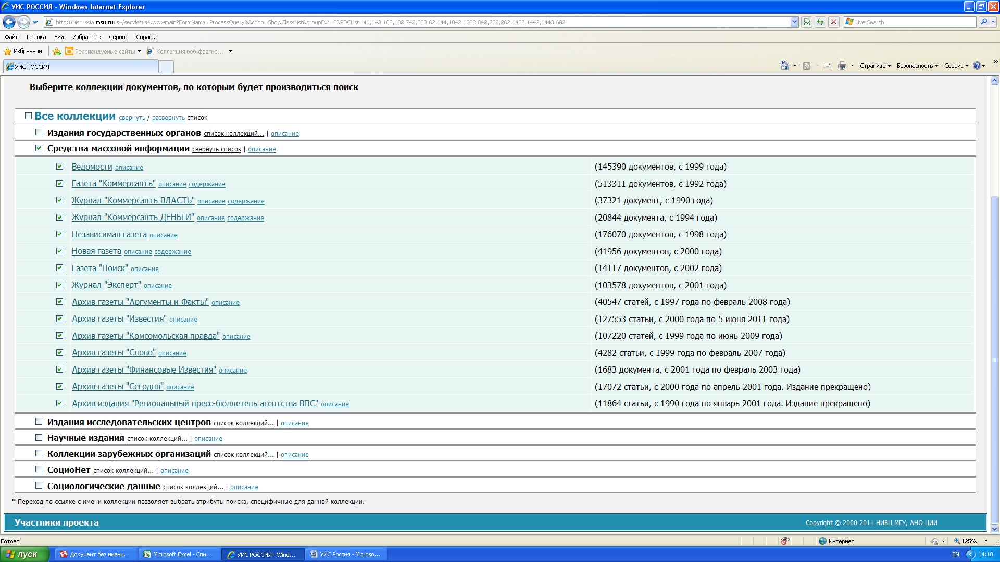 УИС РОССИЯ - Windows Internet Explorer
http://uisrussia.msu.ru/is4/servlet/is4.wwwmain?FormName=ProcessQuery&Action=ShowClassList&groupExt=2&PDCList=41,143,162,182,742,883,62,144,1042,1382,842,202,262,1402,1442,1443,682
Live Search
Файл Правка Вид Избранное Сервис Справка
Избранное Рекомендуемые сайты Коллекция веб-фрагме...
УИС РОССИЯ Страница Безопасность Сервис »
Выберите коллекции документов, по которым будет производиться поиск
Все коллекции свернуть / развернуть список
Издания государственных органов список коллекций... | описание
Средства массовой информации свернуть список | описание
Ведомости описание (145390 документов, с 1999 года)
Газета "Коммерсантъ" описание содержание (513311 документов, с 1992 года)
Журнал "Коммерсантъ ВЛАСТЬ" описание содержание (37321 документ, с 1990 года)
Журнал "Коммерсантъ ДЕНЬГИ" описание содержание (20844 документа, с 1994 года)
Независимая газета описание (176070 документов, с 1998 года)
Новая газета описание содержание (41956 документов, с 2000 года)
Газета "Поиск" описание (14117 документов, с 2002 года)
Журнал "Эксперт" описание (103578 документов, с 2001 года)
Архив газеты "Аргументы и Факты" описание (40547 статей, с 1997 года по февраль 2008 года)
Архив газеты "Известия" описание (127553 статьи, с 2000 года по 5 июня 2011 года)
Архив газеты "Комсомольская правда" описание (107220 статей, с 1999 года по июнь 2009 года)
Архив газеты "Слово" описание (4282 статьи, с 1999 года по февраль 2007 года)
Архив газеты "Финансовые Известия" описание (1683 документа, с 2001 года по февраль 2003 года)
Архив газеты "Сегодня" описание (17072 статьи, с 2000 года по апрель 2001 года. Издание прекращено)
Архив издания "Региональный пресс-бюллетень агентства ВПС" описание (11864 статьи, с 1990 года по январь 2001 года. Издание прекращено)
Издания исследовательских центров список коллекций... | описание
Научные издания список коллекций... | описание
Коллекции зарубежных организаций список коллекций... | описание
СоциоНет список коллекций... | описание
Социологические данные список коллекций... | описание
* Переход по ссылке с имени коллекции позволяет выбрать атрибуты поиска, специфичные для данной коллекции.
Участники проекта Copyright © 2000-2011 НИВЦ МГУ, АНО ЦИИ
Готово Интернет 125%
пуск Документ без имени... Microsoft Excel - Спи... УИС РОССИЯ - Wind... УИС Россия - Microso... EN 14:10